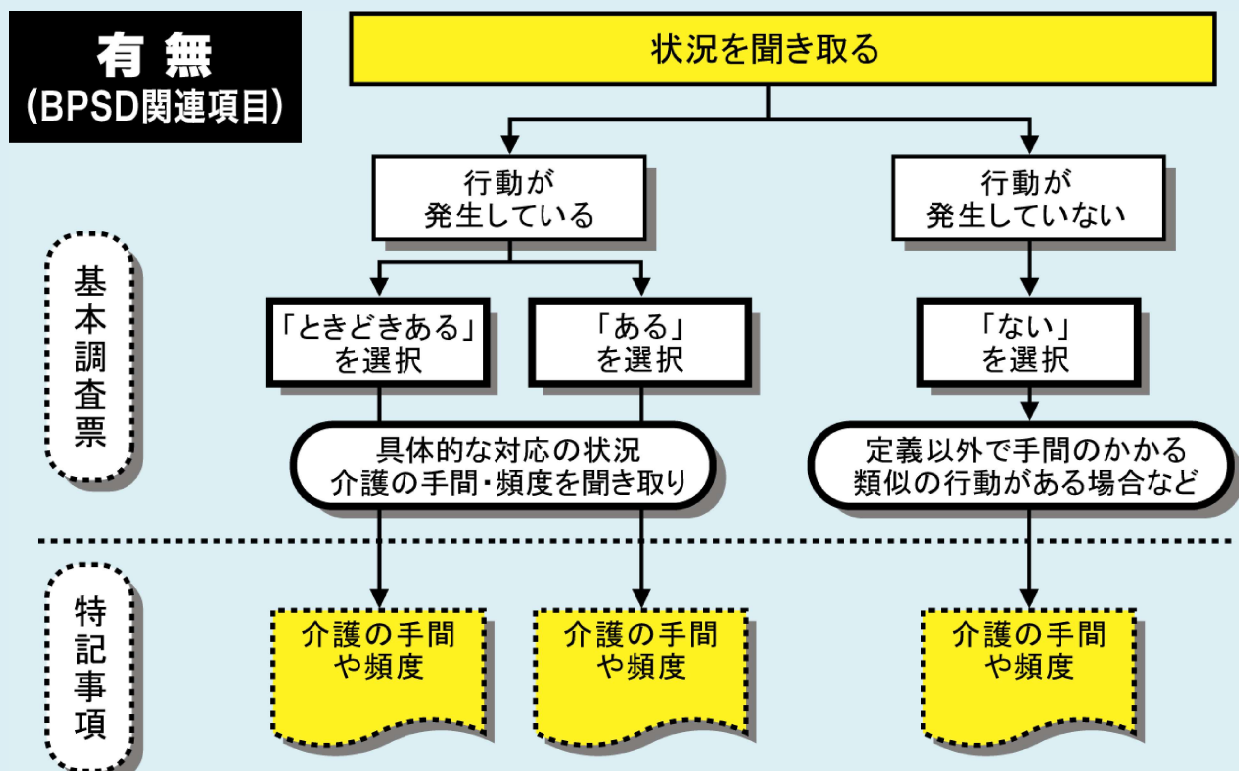 有無
(BPSD関連項目)
状況を聞き取る
行動が
発生している
行動が
発生していない
基本調査票
「ときどきある」
を選択
「ある」
を選択
「ない」
を選択
具体的な対応の状況
介護の手間・頻度を聞き取り
定義以外で手間のかかる
類似の行動がある場合など
特記事項
介護の手間
や頻度
介護の手間
や頻度
介護の手間
や頻度